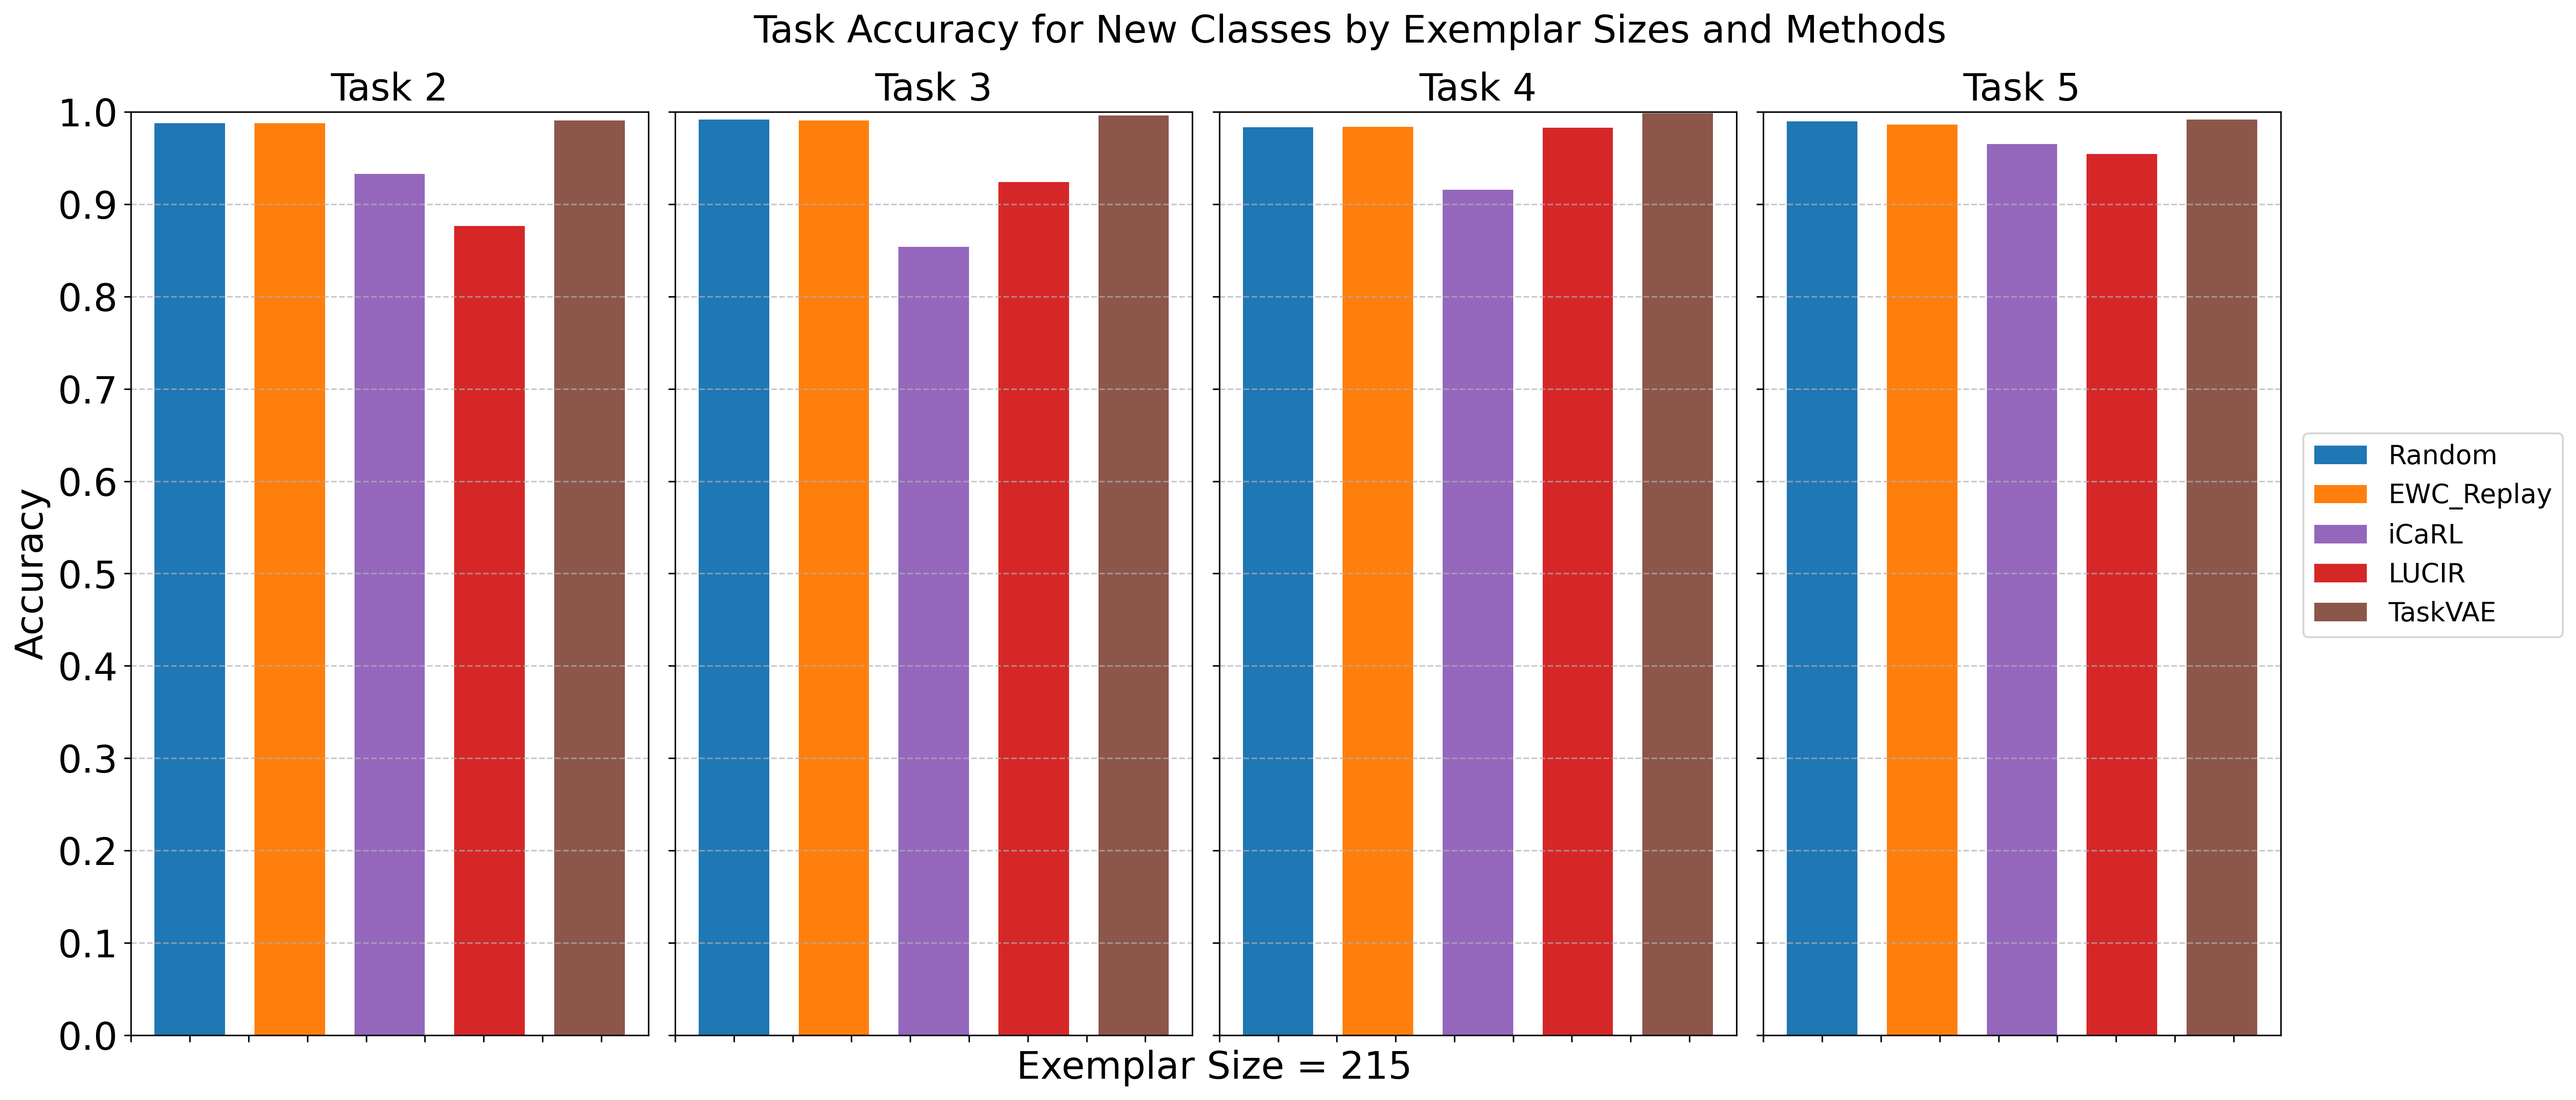 Task Accuracy for New Classes by Exemplar Sizes and Methods
Task 2
Task 3
Task 4
Task 5
1.0
0.9
0.8
0.7
0.6
0.5
0.4
0.3
0.2
0.1
0.0
Accuracy
Exemplar Size = 215
Random
EWC_Replay
iCaRL
LUCIR
TaskVAE